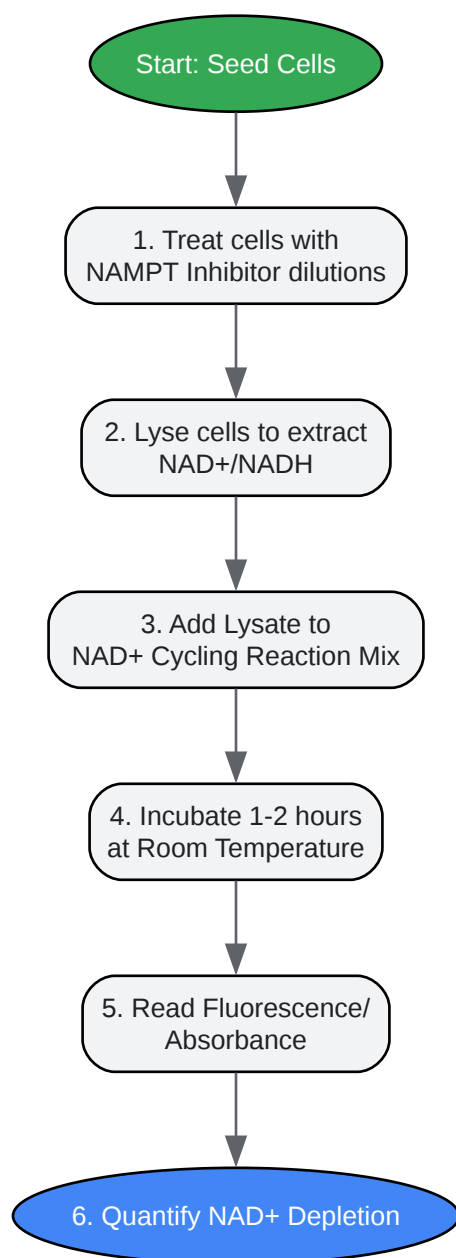 Start: Seed Cells
1. Treat cells with
NAMPT Inhibitor dilutions
2. Lyse cells to extract
NAD+/NADH
3. Add Lysate to
NAD+ Cycling Reaction Mix
4. Incubate 1-2 hours
at Room Temperature
5. Read Fluorescence/
Absorbance
6. Quantify NAD+ Depletion